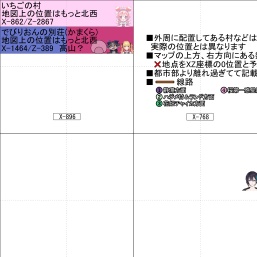 いちごの村
地図上の位置はもっと北西
X-862/Z-2867
でびりおんの別荘(かまくら)
地図上の位置はもっと北西
X-1464/Z-389 高山？
■外周に配置してある村などは
実際の位置とは異なります
■マップの上方、右方向にある
❌地点をXZ座標の0位置と予
■都市部より離れ過ぎてて記載
■ 線路
X-896
X-768